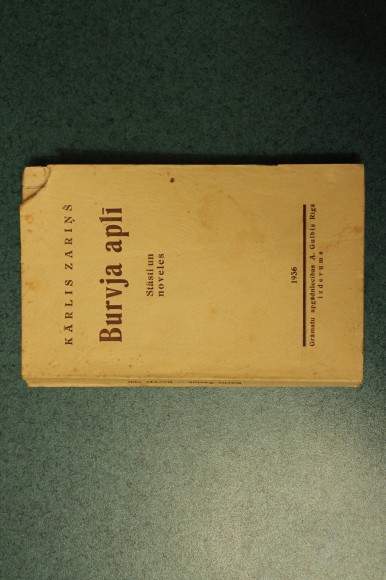 KĀRLIS ZARIŅŠ
Burvja aplī
Stāsti un
noveles
1936
Grāmatu apgādniecības A. Gulbis Rīgā
izdevums